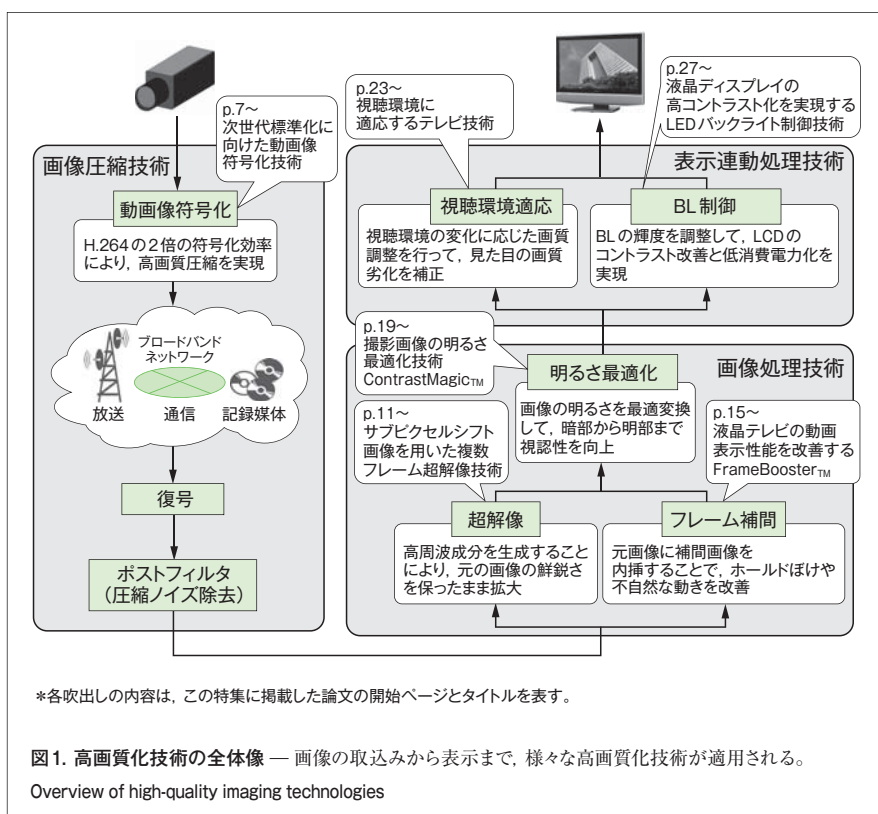 p.7～
次世代標準化に
向けた動画像
符号化技術
画像圧縮技術
動画像符号化
H.264の2倍の符号化効率
により，高画質圧縮を実現
ブロードバンド
ネットワーク
放送
通信
記録媒体
復号
ポストフィルタ
（圧縮ノイズ除去）
p.23～
視聴環境に
適応するテレビ技術
p.27～
液晶ディスプレイの
高コントラスト化を実現する
LEDバックライト制御技術
表示連動処理技術
視聴環境適応
視聴環境の変化に応じた画質
調整を行って，見た目の画質
劣化を補正
BL制御
BLの輝度を調整して，LCDの
コントラスト改善と低消費電力化を
実現
p.19～
撮影画像の明るさ
最適化技術
ContrastMagic™
明るさ最適化
画像処理技術
画像の明るさを最適変換
して，暗部から明部まで
視認性を向上
p.11～
サブピクセルシフト
画像を用いた複数
フレーム超解像技術
p.15～
液晶テレビの動画
表示性能を改善する
FrameBooster™
超解像
高周波成分を生成すること
により，元の画像の鮮鋭さ
を保ったまま拡大
フレーム補間
元画像に補間画像を
内挿することで，ホールドぼけや
不自然な動きを改善
＊各吹出しの内容は，この特集に掲載した論文の開始ページとタイトルを表す。
図1. 高画質化技術の全体像 ― 画像の取込みから表示まで，様々な高画質化技術が適用される。
Overview of high-quality imaging technologies